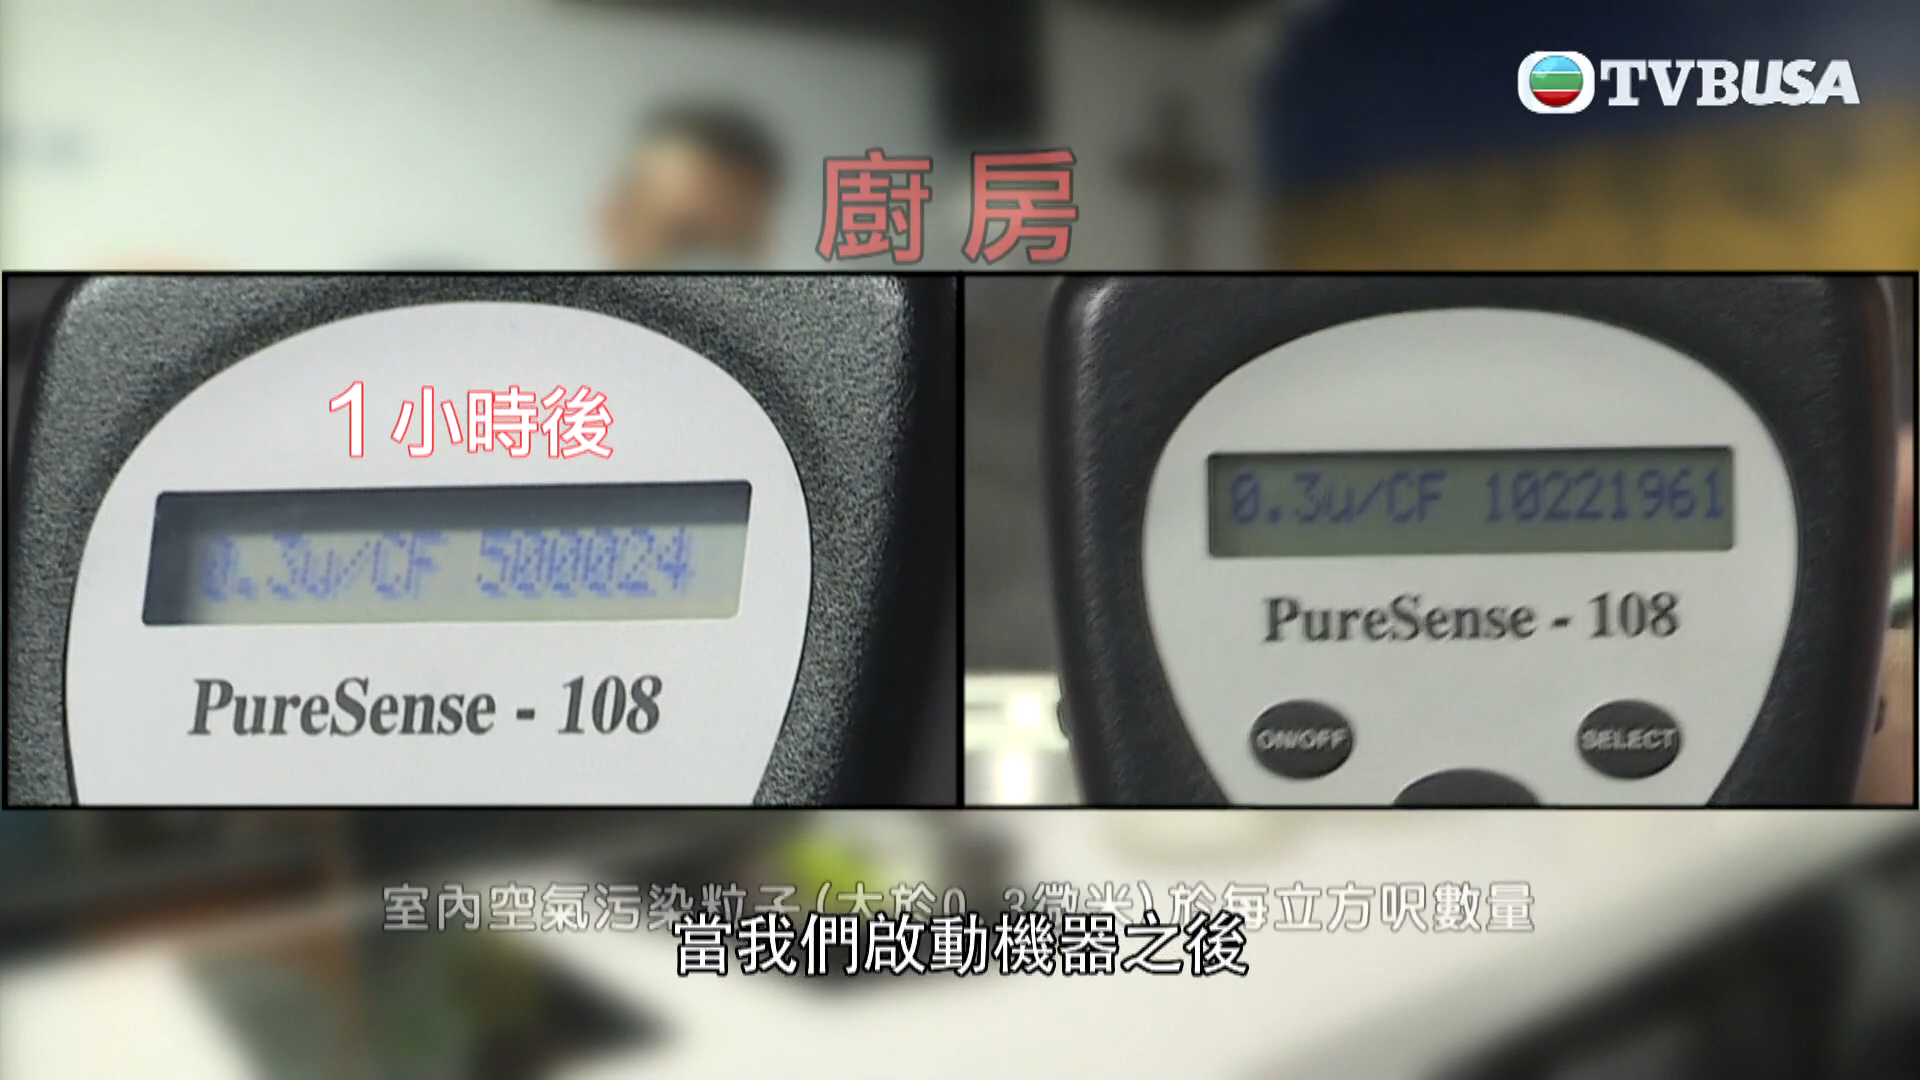 TVBUSA
廚房
1小時後
0.3u/CF 500024
PureSense - 108
0.3u/CF 10221961
PureSense - 108
ON/OFF
SELECT
室內空氣污染粒子(大於0.3微米)於每立方呎數量
當我們啟動機器之後